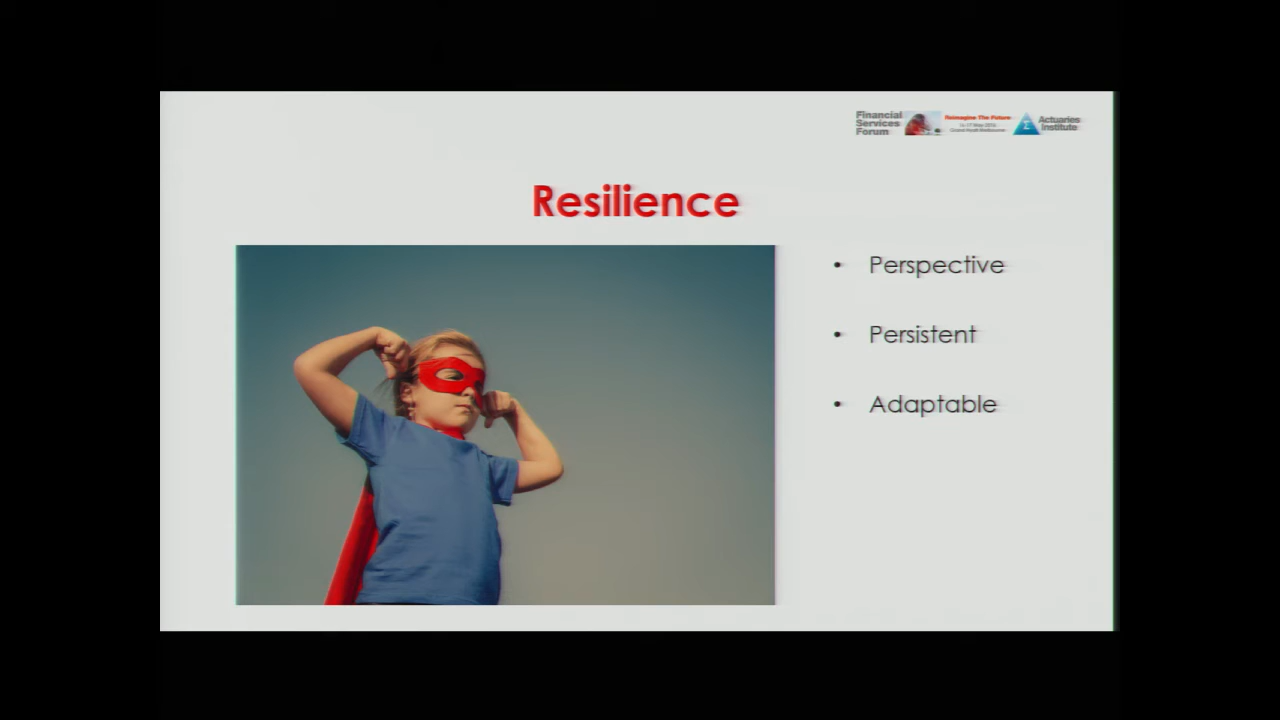 Financial
Services
Forum
Reimagine The Future
Actuaries
Institute
Resilience
• Perspective
• Persistent
• Adaptable